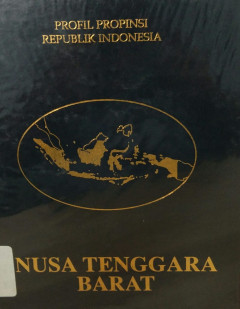 PROFIL PROPINSI
REPUBLIK INDONESIA
NUSA TENGGARA
BARAT